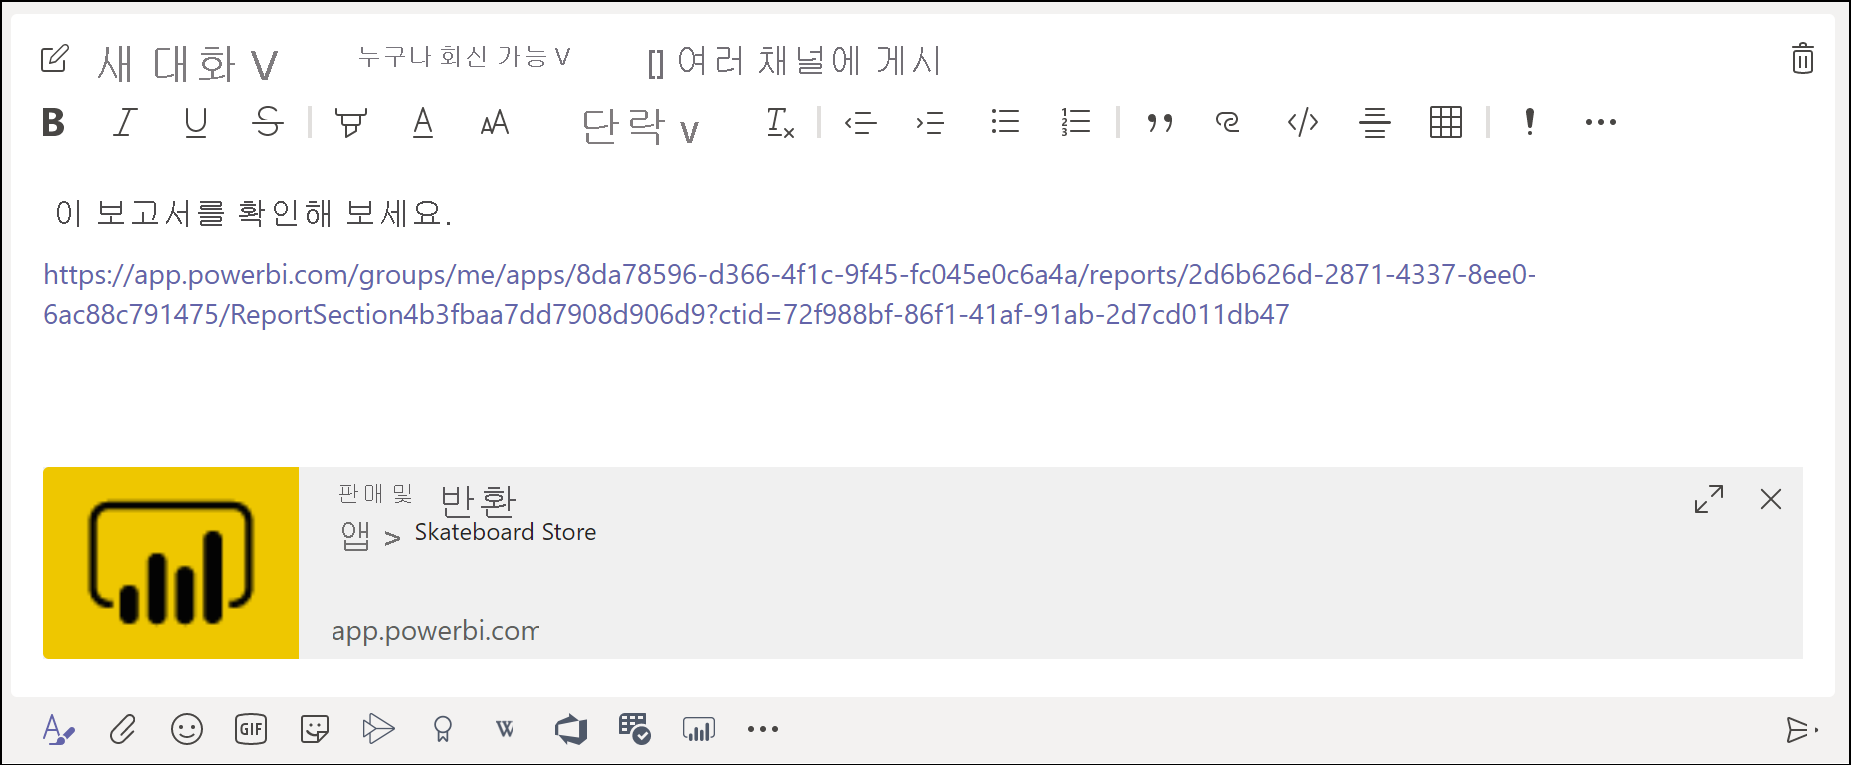 새 대화 V 누구나 회신 가능 V [] 여러 채널에 게시
B I U S A AA 단락 V Tx </> !
이 보고서를 확인해 보세요.
https://app.powerbi.com/groups/me/apps/8da78596-d366-4f1c-9f45-fc045e0c6a4a/reports/2d6b626d-2871-4337-8ee0-
6ac88c791475/ReportSection4b3fbaa7dd7908d906d9?ctid=72f988bf-86f1-41af-91ab-2d7cd011db47
판매 및 반환
앱 > Skateboard Store
app.powerbi.com
GIF W